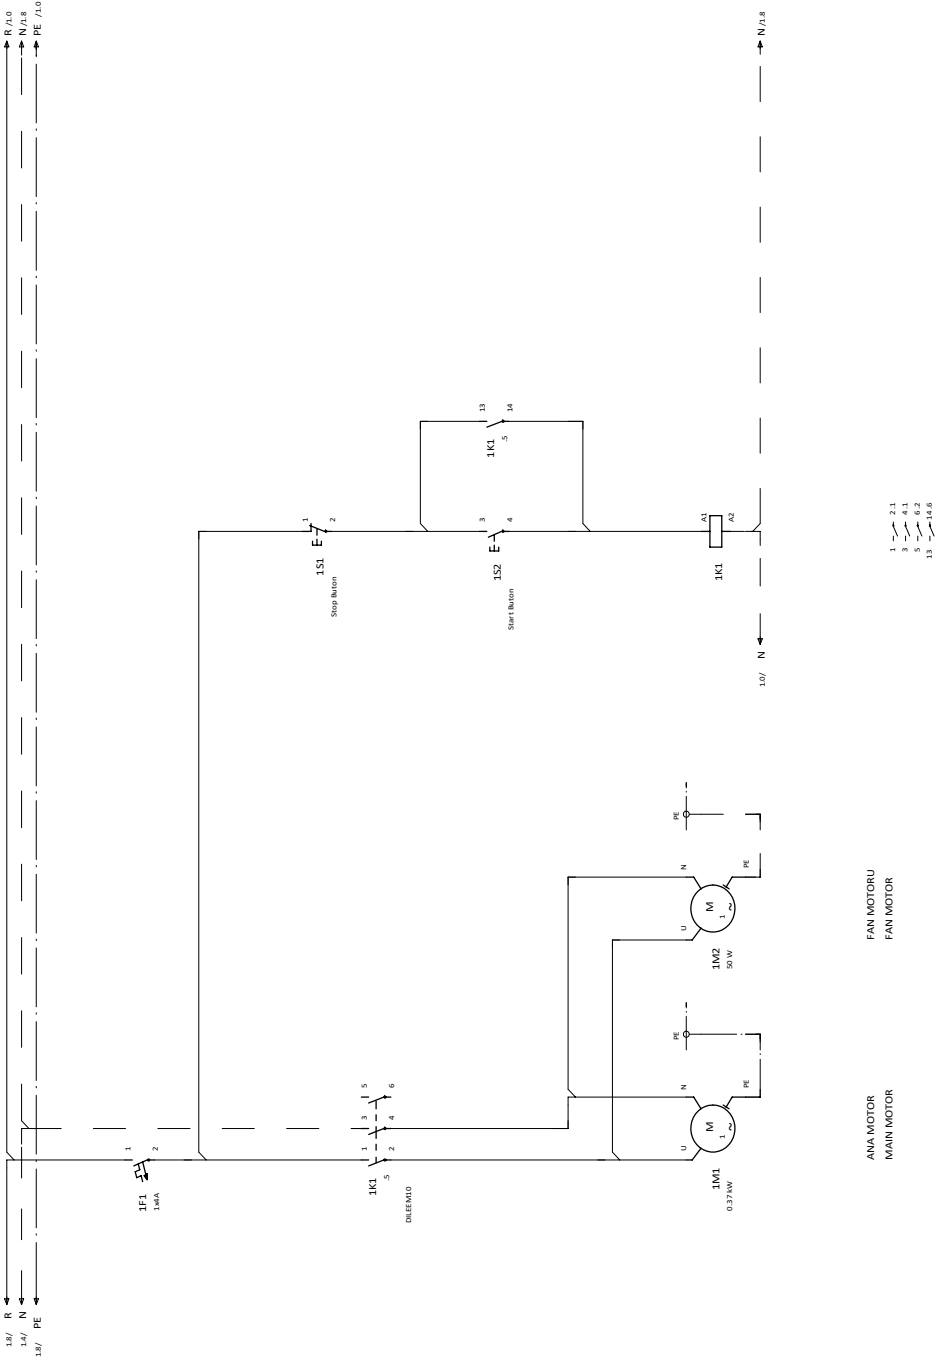 R /1.0
N /1.8
PE /1.0
N /1.8
13
14
1K1
.5
1
2
1S1
Stop Buton
3
4
1S2
Start Buton
A1
A2
1K1
1 2.1
3 4.1
5 6.2
13 14.6
1.0/ N
PE
N
PE
U
M
1
~
1M2
50 W
FAN MOTORU
FAN MOTOR
PE
N
PE
U
M
1
~
1M1
0.37 kW
ANA MOTOR
MAIN MOTOR
5
6
3
4
1
2
1K1
.5
DILEEM10
1
2
1F1
1x4A
1.8/ R
1.4/ N
1.8/ PE